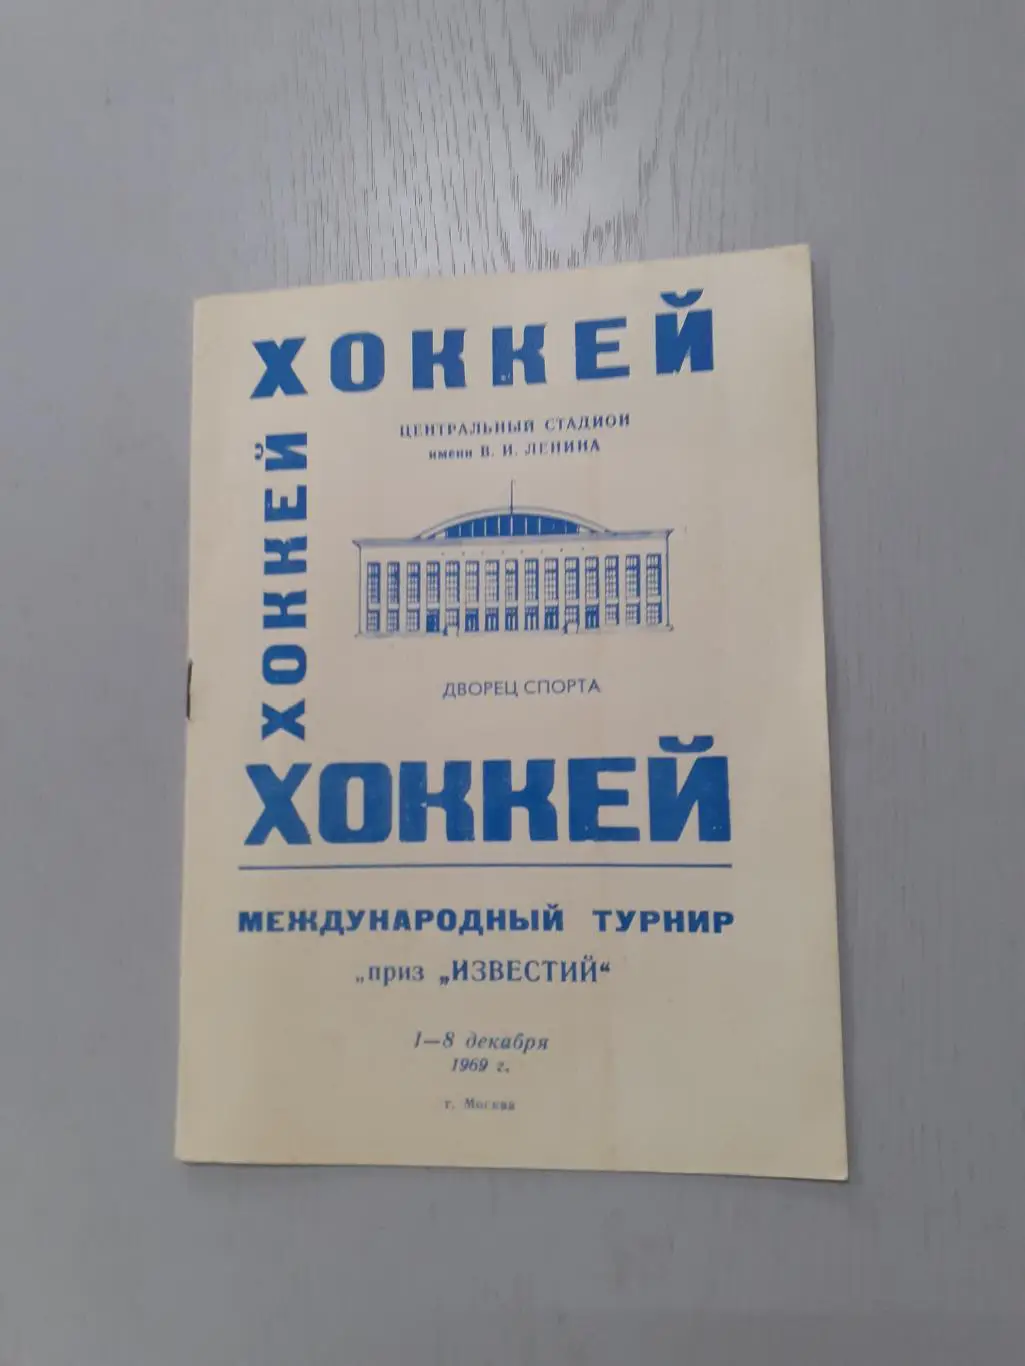 ХОККЕЙ
ЦЕНТРАЛЬНЫЙ СТАДИОН
имени В. И. ЛЕНИНА
ХОККЕЙ
ДВОРЕЦ СПОРТА
ХОККЕЙ
МЕЖДУНАРОДНЫЙ ТУРНИР
„приз „ИЗВЕСТИЙ“
1—8 декабря
1969 г.
г. Москва